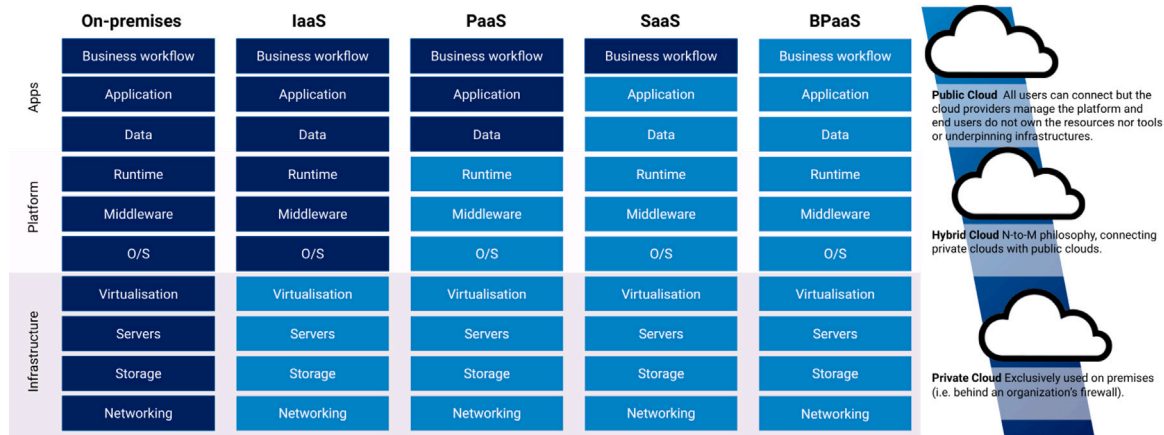 On-premises IaaS PaaS SaaS BPaaS
Apps
Business workflow Business workflow Business workflow Business workflow Business workflow
Application Application Application Application Application
Data Data Data Data Data
Platform
Runtime Runtime Runtime Runtime Runtime
Middleware Middleware Middleware Middleware Middleware
O/S O/S O/S O/S O/S
Infrastructure
Virtualisation Virtualisation Virtualisation Virtualisation Virtualisation
Servers Servers Servers Servers Servers
Storage Storage Storage Storage Storage
Networking Networking Networking Networking Networking
Public Cloud All users can connect but the
cloud providers manage the platform and
end users do not own the resources nor tools
or underpinning infrastructures.
Hybrid Cloud N-to-M philosophy, connecting
private clouds with public clouds.
Private Cloud Exclusively used on premises
(i.e. behind an organization's firewall).